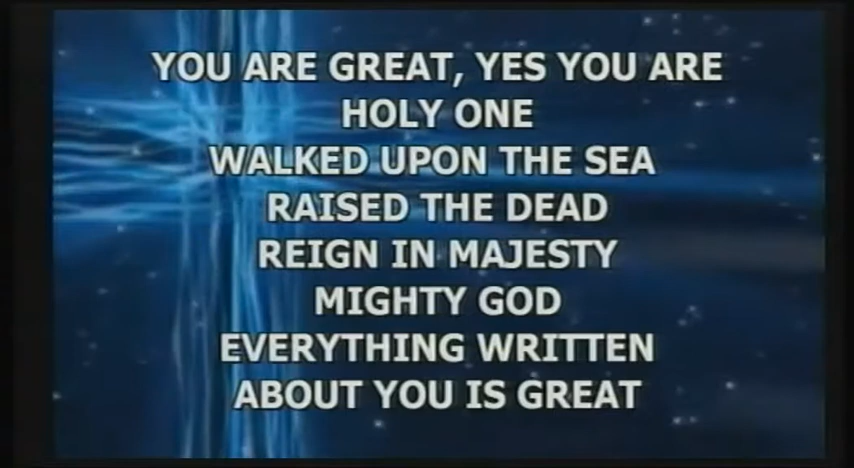 YOU ARE GREAT, YES YOU ARE
HOLY ONE
WALKED UPON THE SEA
RAISED THE DEAD
REIGN IN MAJESTY
MIGHTY GOD
EVERYTHING WRITTEN
ABOUT YOU IS GREAT